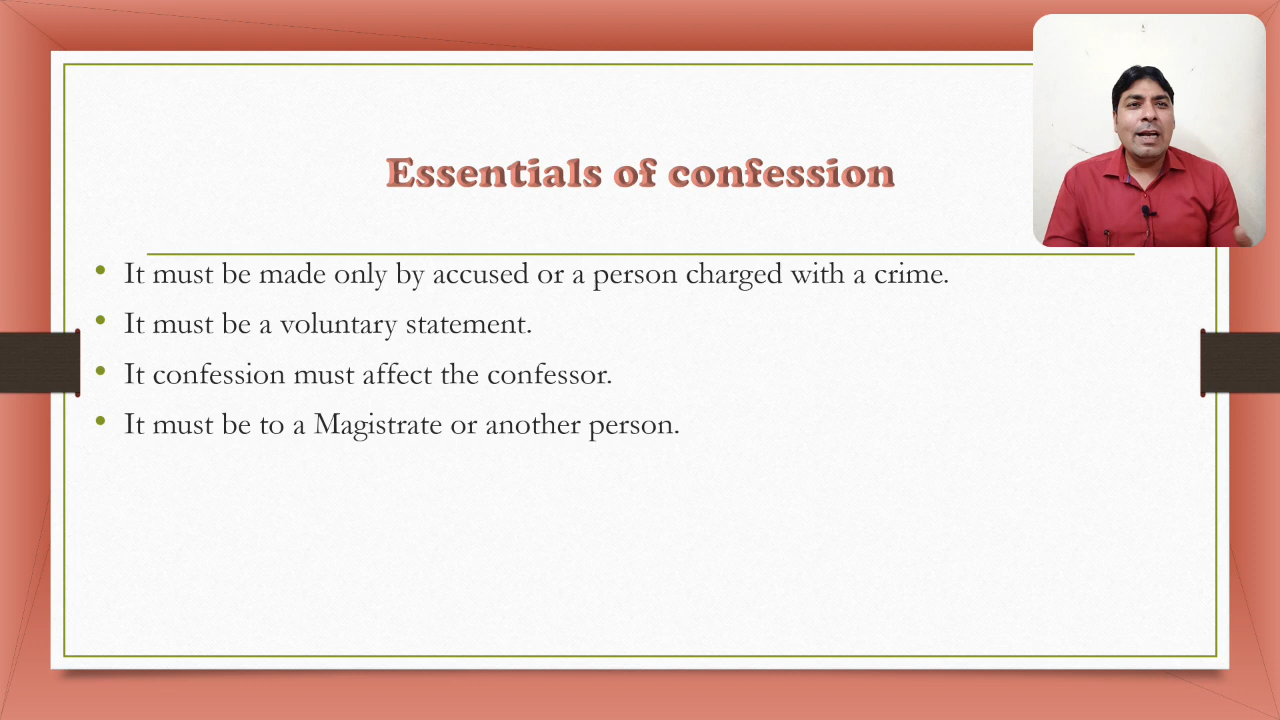 Essentials of confession
• It must be made only by accused or a person charged with a crime.
• It must be a voluntary statement.
• It confession must affect the confessor.
• It must be to a Magistrate or another person.